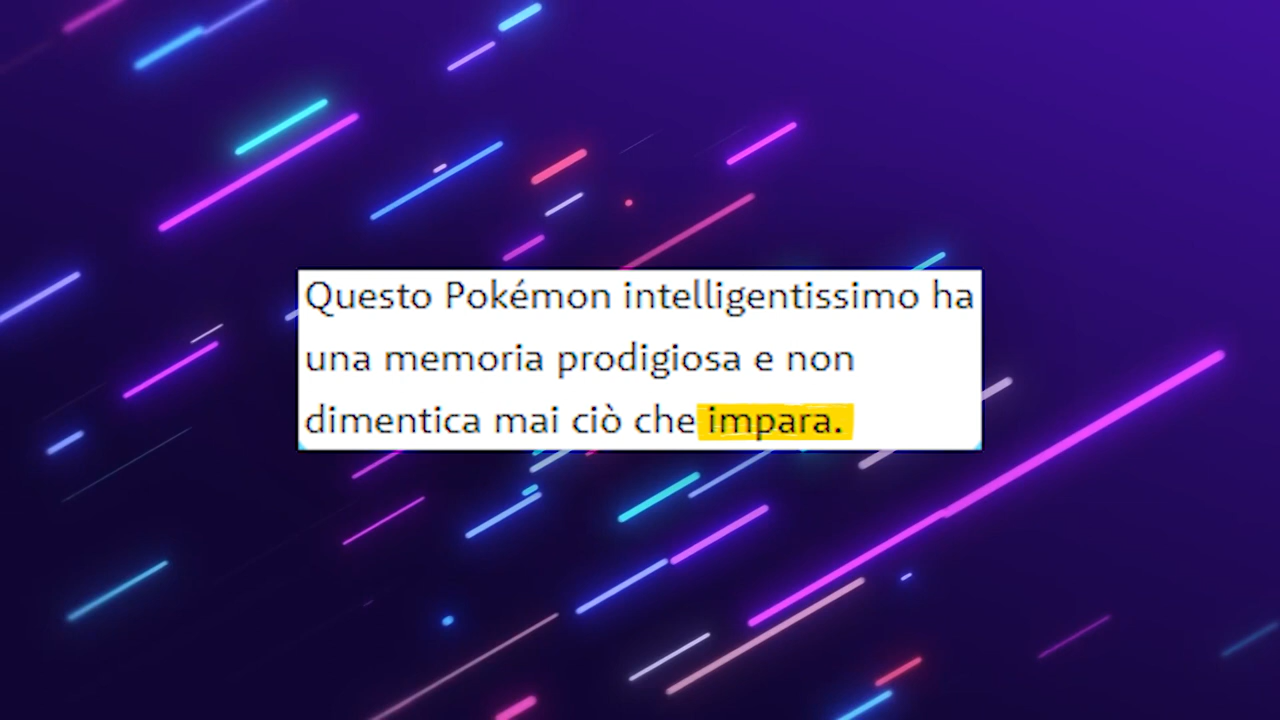 Questo Pokémon intelligentissimo ha
una memoria prodigiosa e non
dimentica mai ciò che impara.